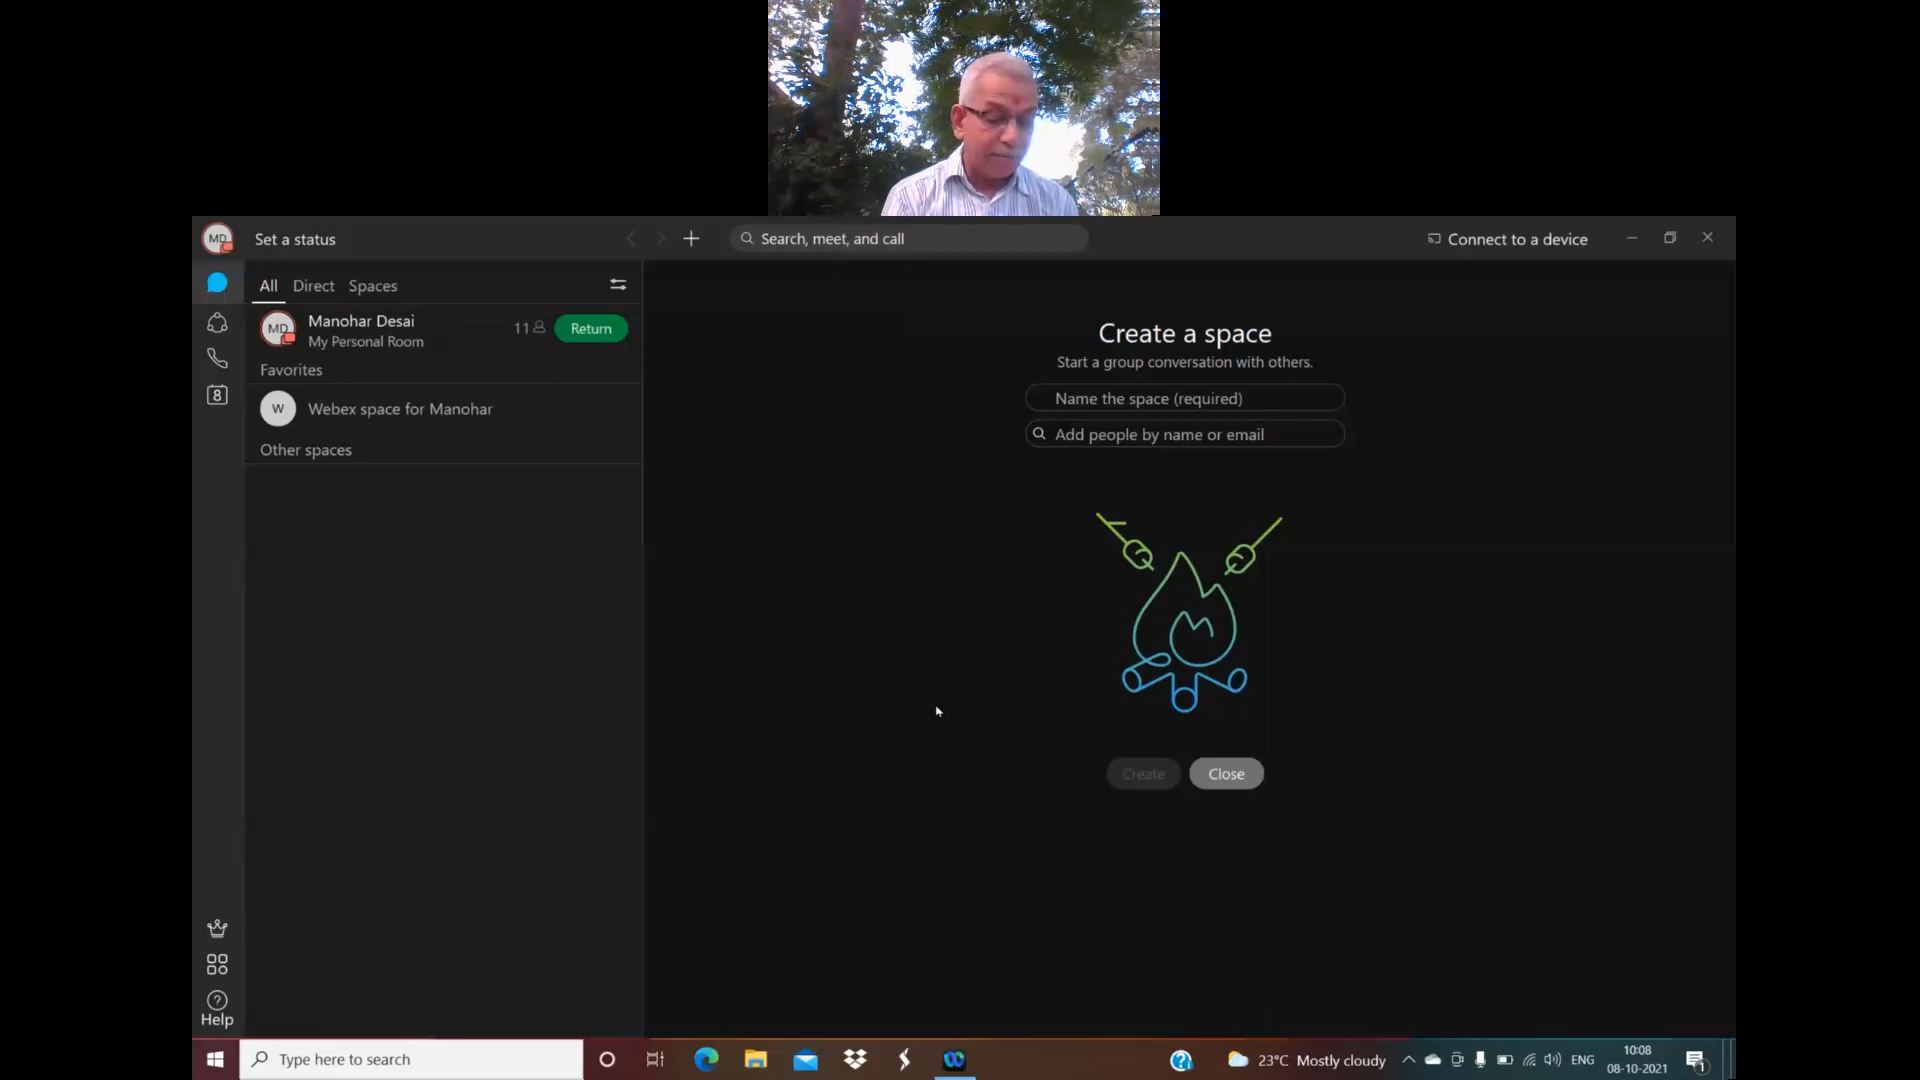 MD Set a status
Search, meet, and call
Connect to a device
All Direct Spaces
MD Manohar Desai
My Personal Room
11 Return
Favorites
W Webex space for Manohar
Other spaces
8
Help
Create a space
Start a group conversation with others.
Name the space (required)
Add people by name or email
Create Close
Type here to search
23°C Mostly cloudy
ENG
10:08
08-10-2021
1